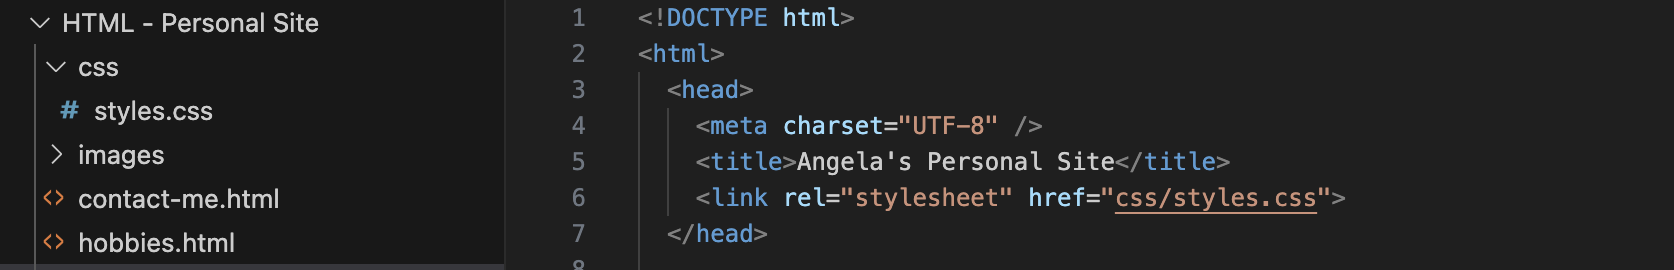 HTML - Personal Site
css
# styles.css
images
<> contact-me.html
<> hobbies.html
1 <!DOCTYPE html>
2 <html>
3 <head>
4 <meta charset="UTF-8" />
5 <title>Angela's Personal Site</title>
6 <link rel="stylesheet" href="css/styles.css">
7 </head>
8